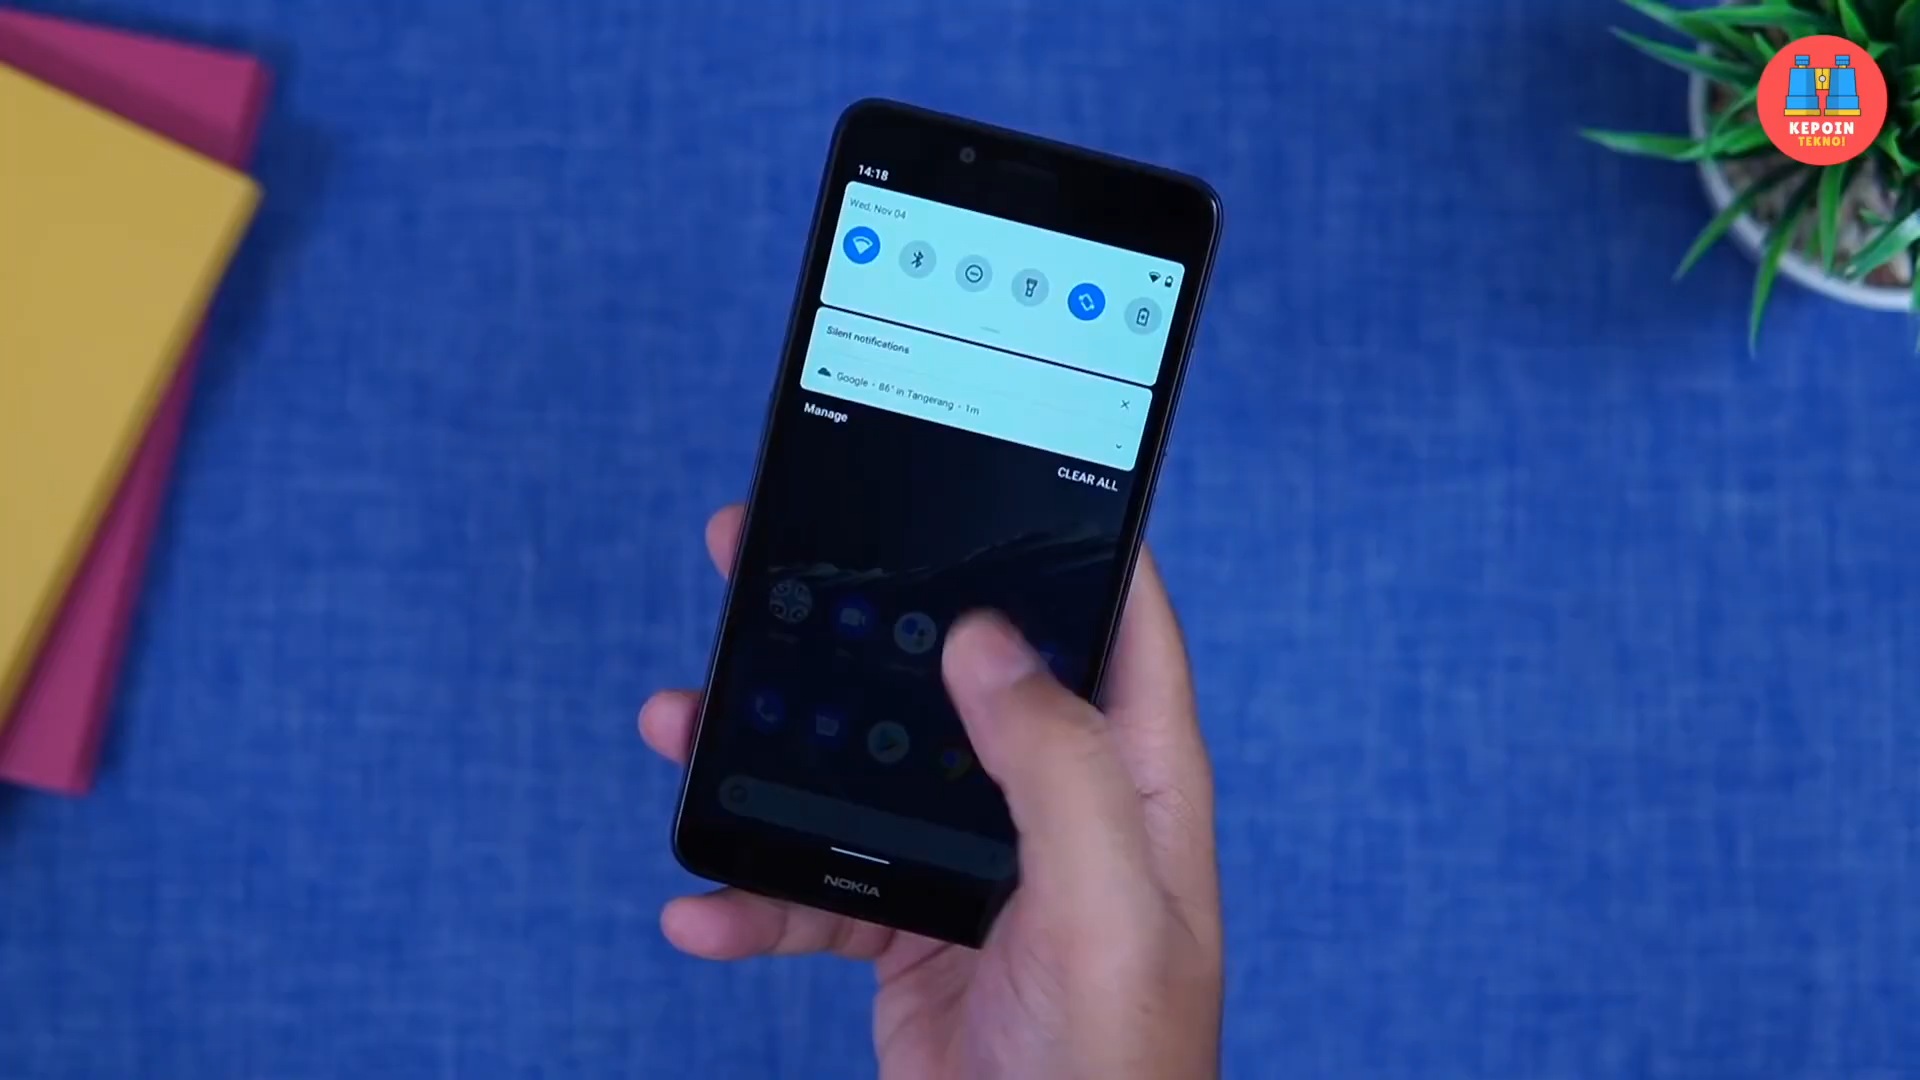 KEPOIN
TEKNO!
14:18
Wed, Nov 04
Silent notifications
Google • 86° in Tangerang • 1m
Manage
CLEAR ALL
NOKIA